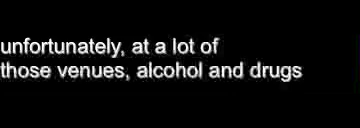 unfortunately, at a lot of
those venues, alcohol and drugs